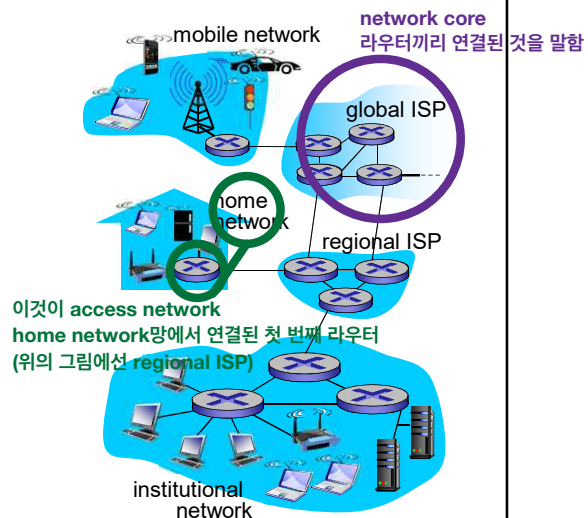 network core
라우터끼리 연결된 것을 말함
mobile network
global ISP
home
network
regional ISP
이것이 access network
home network망에서 연결된 첫 번째 라우터
(위의 그림에선 regional ISP)
institutional
network